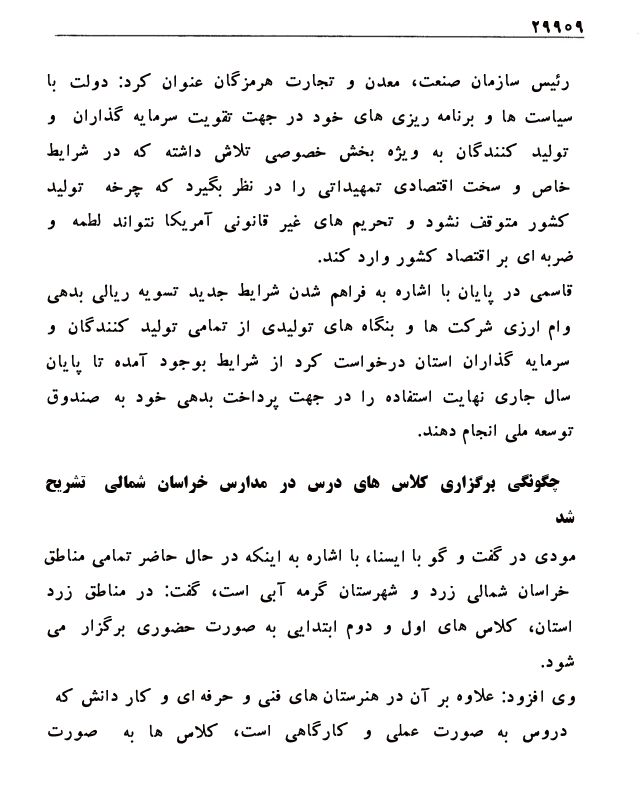 ۲۹۹۰۹
رئیس سازمان صنعت، معدن و تجارت هرمزگان عنوان کرد: دولت با
سیاست ها و برنامه ریزی های خود در جهت تقویت سرمایه گذاران و
تولید کنندگان به ویژه بخش خصوصی تلاش داشته که در شرایط
خاص و سخت اقتصادی تمهیداتی را در نظر بگیرد که چرخه تولید
کشور متوقف نشود و تحریم های غیر قانونی آمریکا نتواند لطمه و
ضربه ای بر اقتصاد کشور وارد کند.
قاسمی در پایان با اشاره به فراهم شدن شرایط جدید تسویه ریالی بدهی
وام ارزی شرکت ها و بنگاه های تولیدی از تمامی تولید کنندگان و
سرمایه گذاران استان درخواست کرد از شرایط بوجود آمده تا پایان
سال جاری نهایت استفاده را در جهت پرداخت بدهی خود به صندوق
توسعه ملی انجام دهند.
چگونگی برگزاری کلاس های درس در مدارس خراسان شمالی تشریح
شد
مودی در گفت و گو با ایسنا، با اشاره به اینکه در حال حاضر تمامی مناطق
خراسان شمالی زرد و شهرستان گرمه آبی است، گفت: در مناطق زرد
استان، کلاس های اول و دوم ابتدایی به صورت حضوری برگزار می
شود.
وی افزود: علاوه بر آن در هنرستان های فنی و حرفه ای و کار دانش که
دروس به صورت عملی و کارگاهی است، کلاس ها به صورت